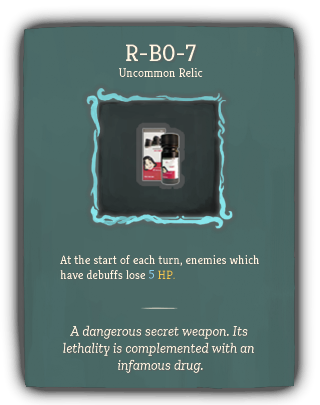 R-B0-7
Uncommon Relic
At the start of each turn, enemies which
have debuffs lose 5 HP.
A dangerous secret weapon. Its
lethality is complemented with an
infamous drug.